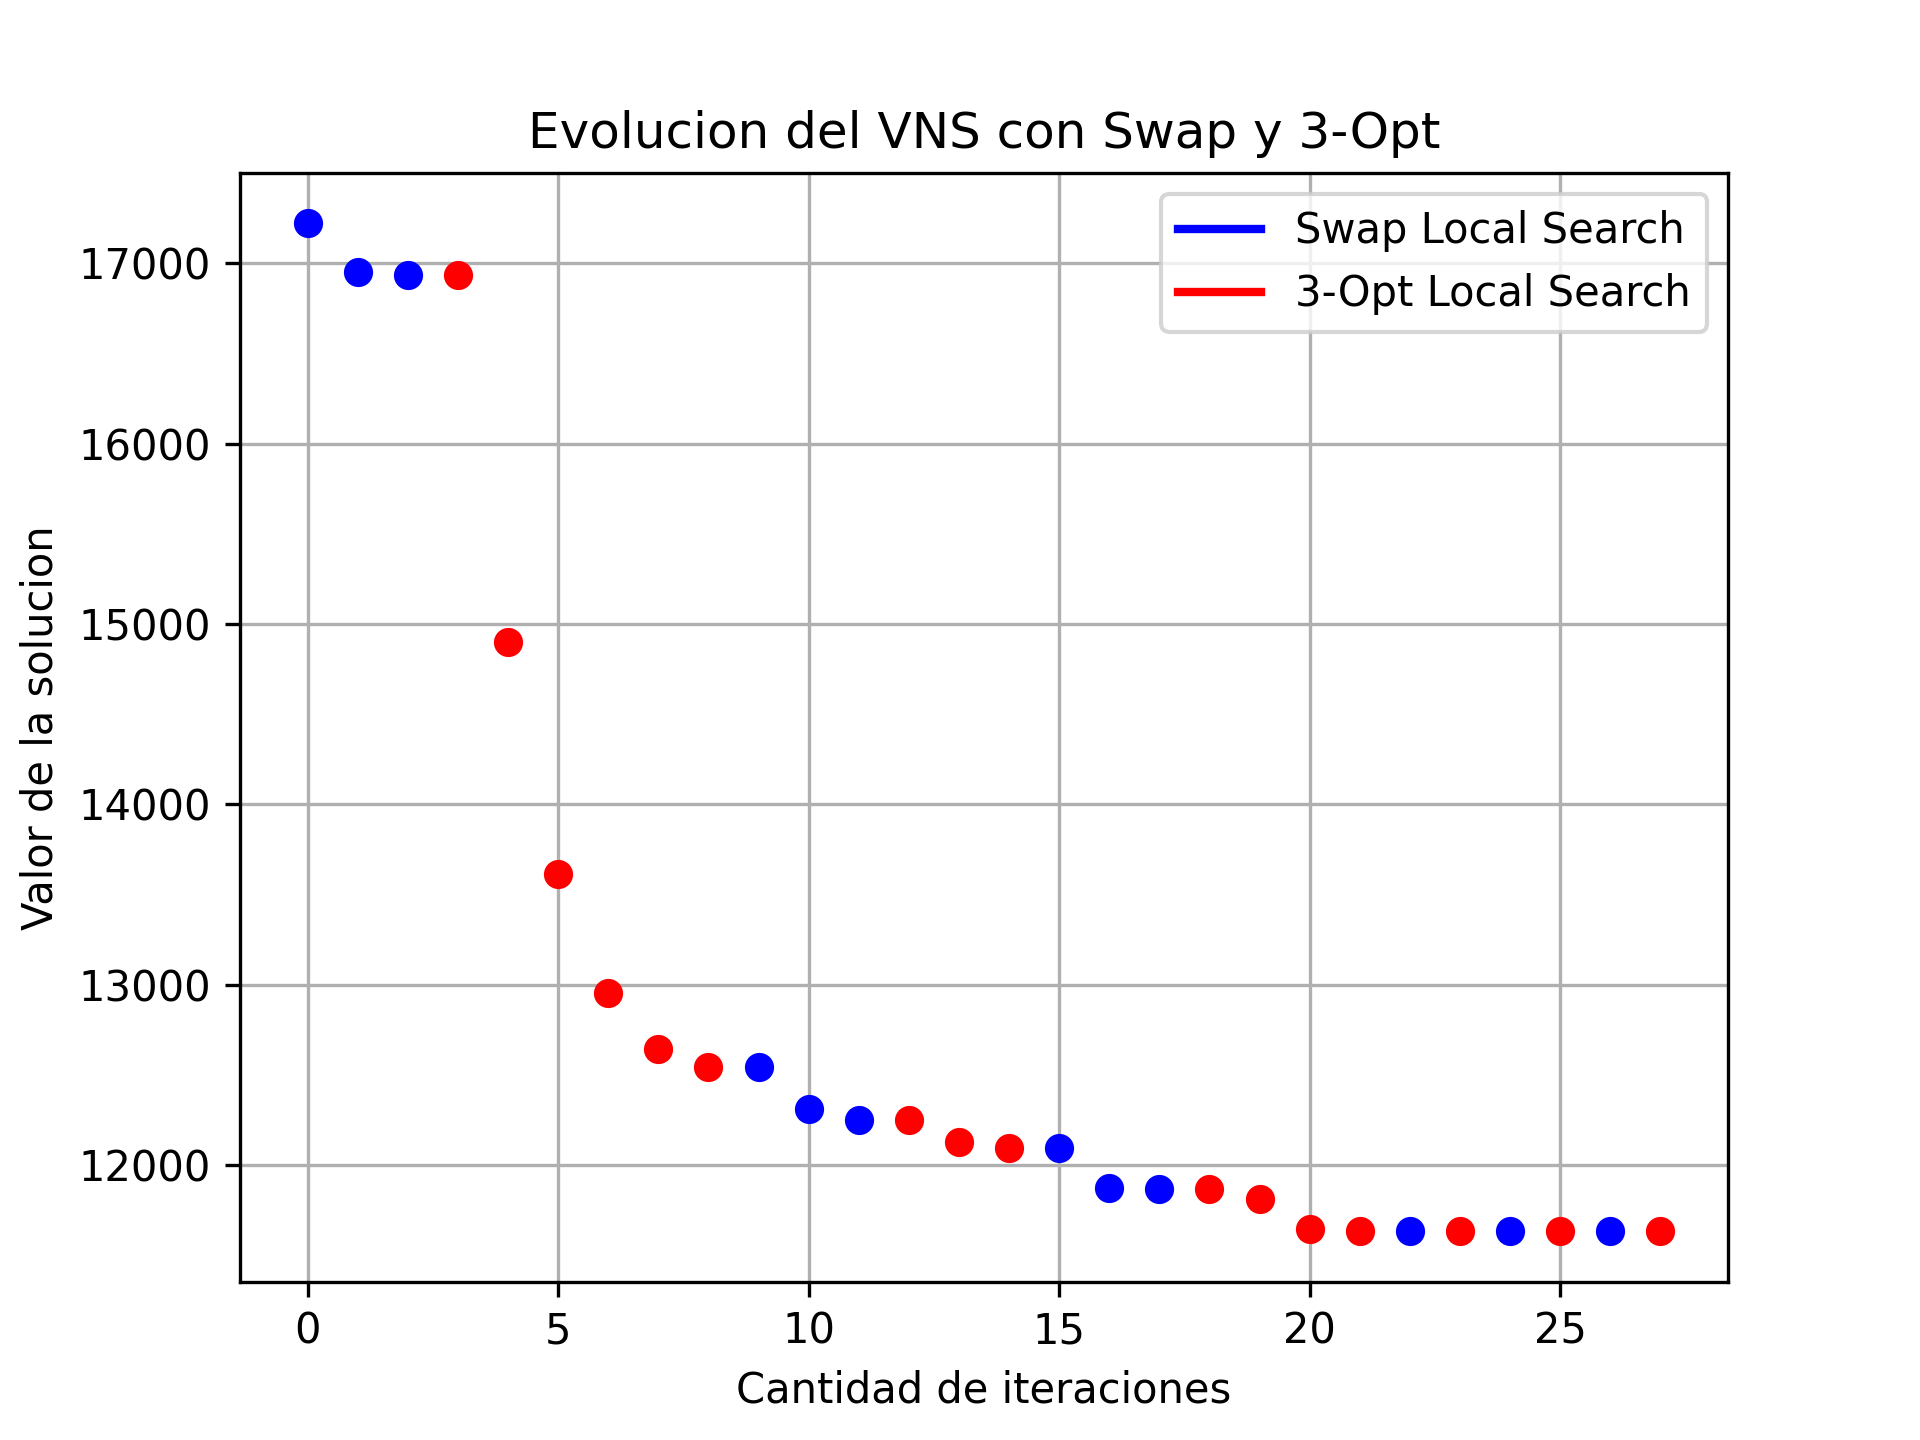 Evolucion del VNS con Swap y 3-Opt
Swap Local Search
3-Opt Local Search
17000
16000
15000
14000
13000
12000
Valor de la solucion
0 5 10 15 20 25
Cantidad de iteraciones